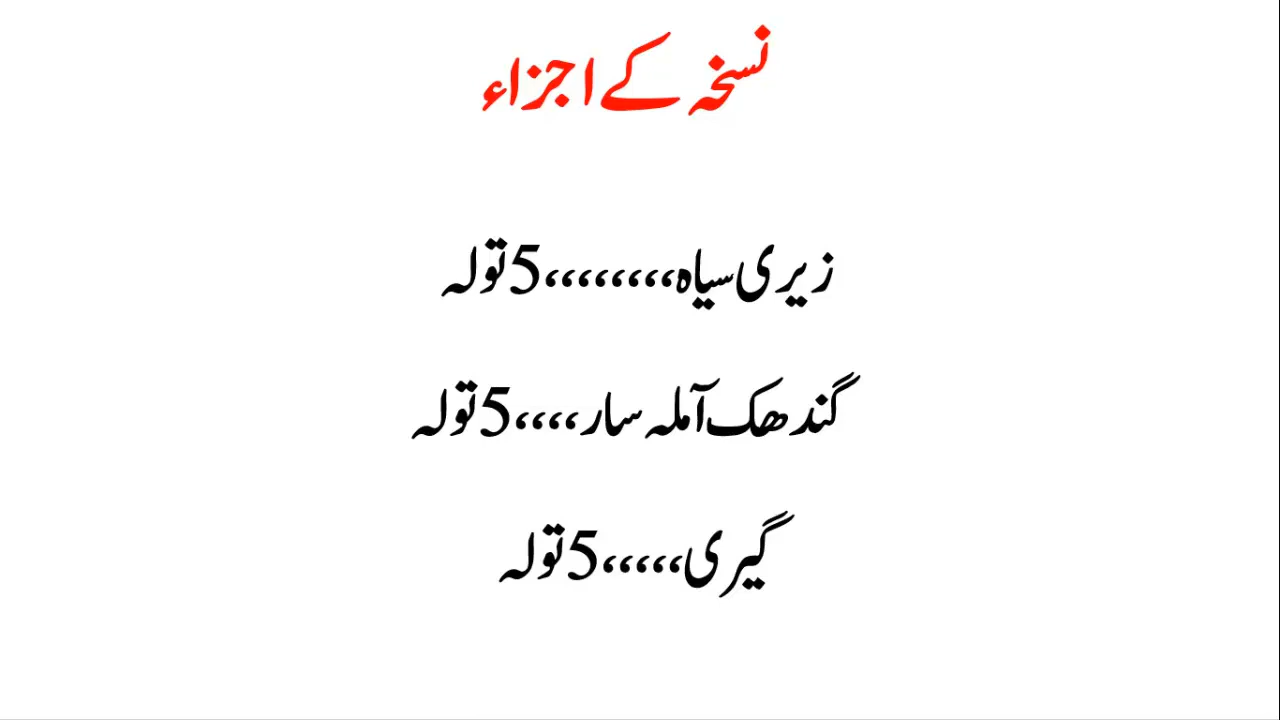 نسخہ کے اجزاء
زیری سیاہ،،،،،،،،5تولہ
گندھک آملہ سار،،،،5تولہ
گیری،،،،،5تولہ